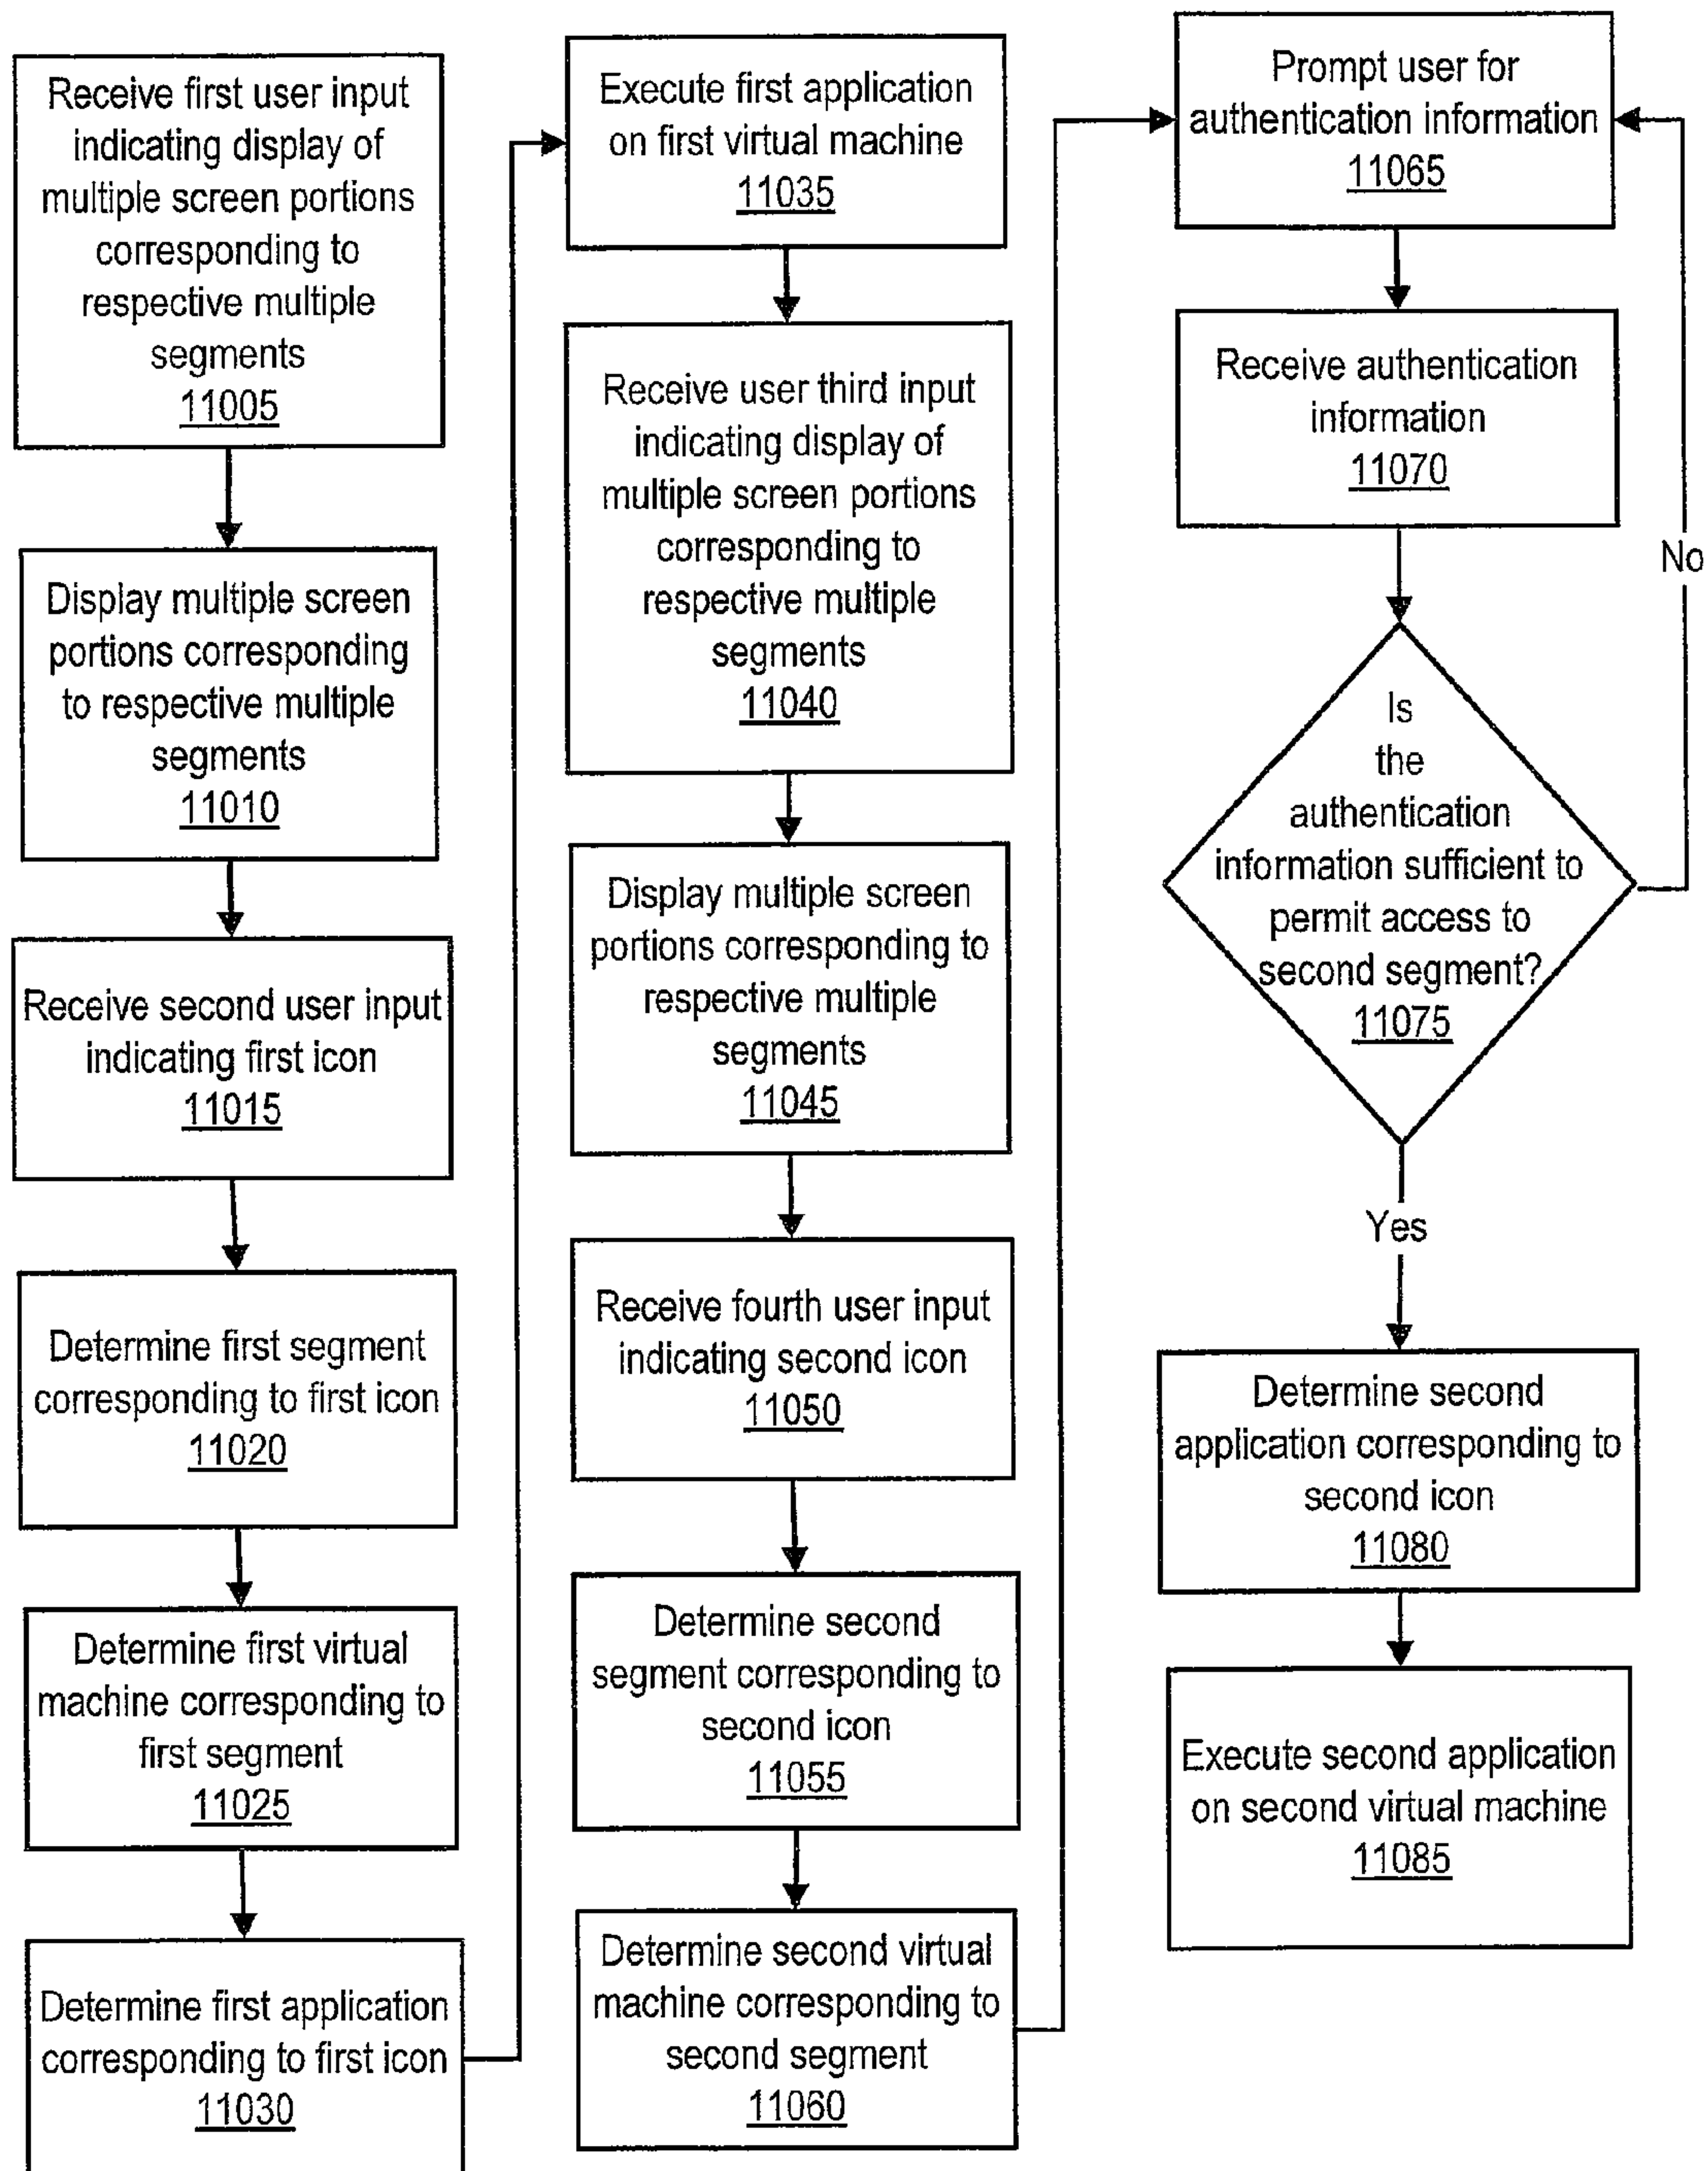 Receive first user input
indicating display of
multiple screen portions
corresponding to
respective multiple
segments
11005
Display multiple screen
portions corresponding
to respective multiple
segments
11010
Receive second user input
indicating first icon
11015
Determine first segment
corresponding to first icon
11020
Determine first virtual
machine corresponding to
first segment
11025
Determine first application
corresponding to first icon
11030
Execute first application
on first virtual machine
11035
Receive user third input
indicating display of
multiple screen portions
corresponding to
respective multiple
segments
11040
Display multiple screen
portions corresponding to
respective multiple
segments
11045
Receive fourth user input
indicating second icon
11050
Determine second
segment corresponding to
second icon
11055
Determine second virtual
machine corresponding to
second segment
11060
Prompt user for
authentication information
11065
Receive authentication
information
11070
No
Is
the
authentication
information sufficient to
permit access to
second segment?
11075
Yes
Determine second
application corresponding to
second icon
11080
Execute second application
on second virtual machine
11085